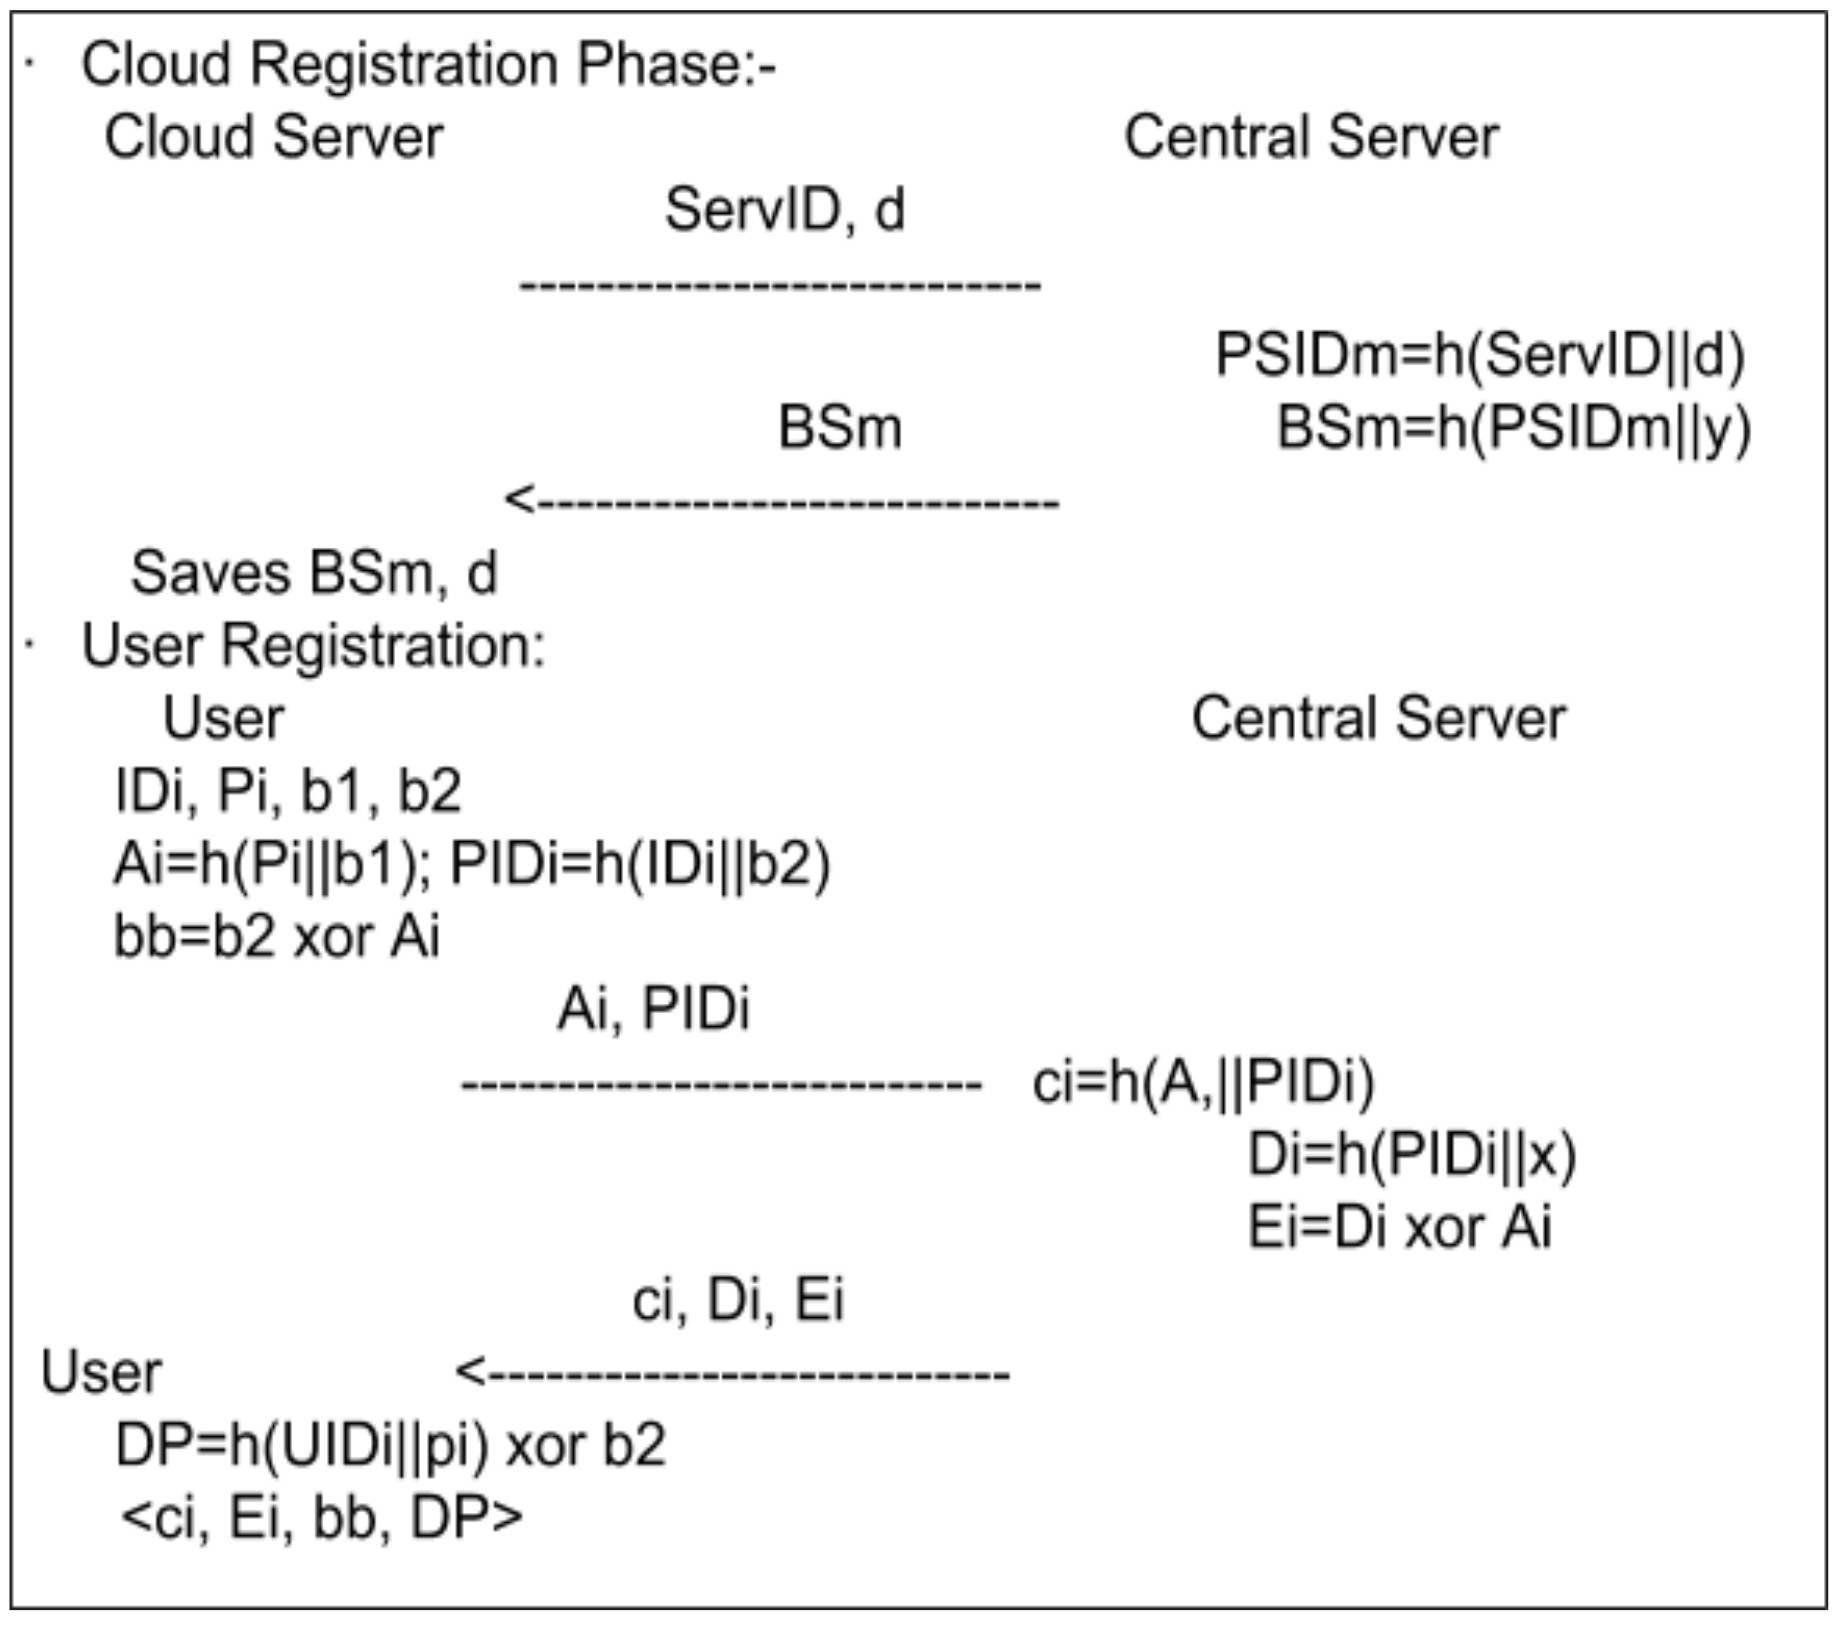 · Cloud Registration Phase:-
Cloud Server Central Server
ServID, d
---------------------------
PSIDm=h(ServID||d)
BSm BSm=h(PSIDm||y)
<---------------------------
Saves BSm, d
· User Registration:
User Central Server
IDi, Pi, b1, b2
Ai=h(Pi||b1); PIDi=h(IDi||b2)
bb=b2 xor Ai
Ai, PIDi
--------------------------- ci=h(A,||PIDi)
Di=h(PIDi||x)
Ei=Di xor Ai
ci, Di, Ei
User <---------------------------
DP=h(UIDi||pi) xor b2
<ci, Ei, bb, DP>